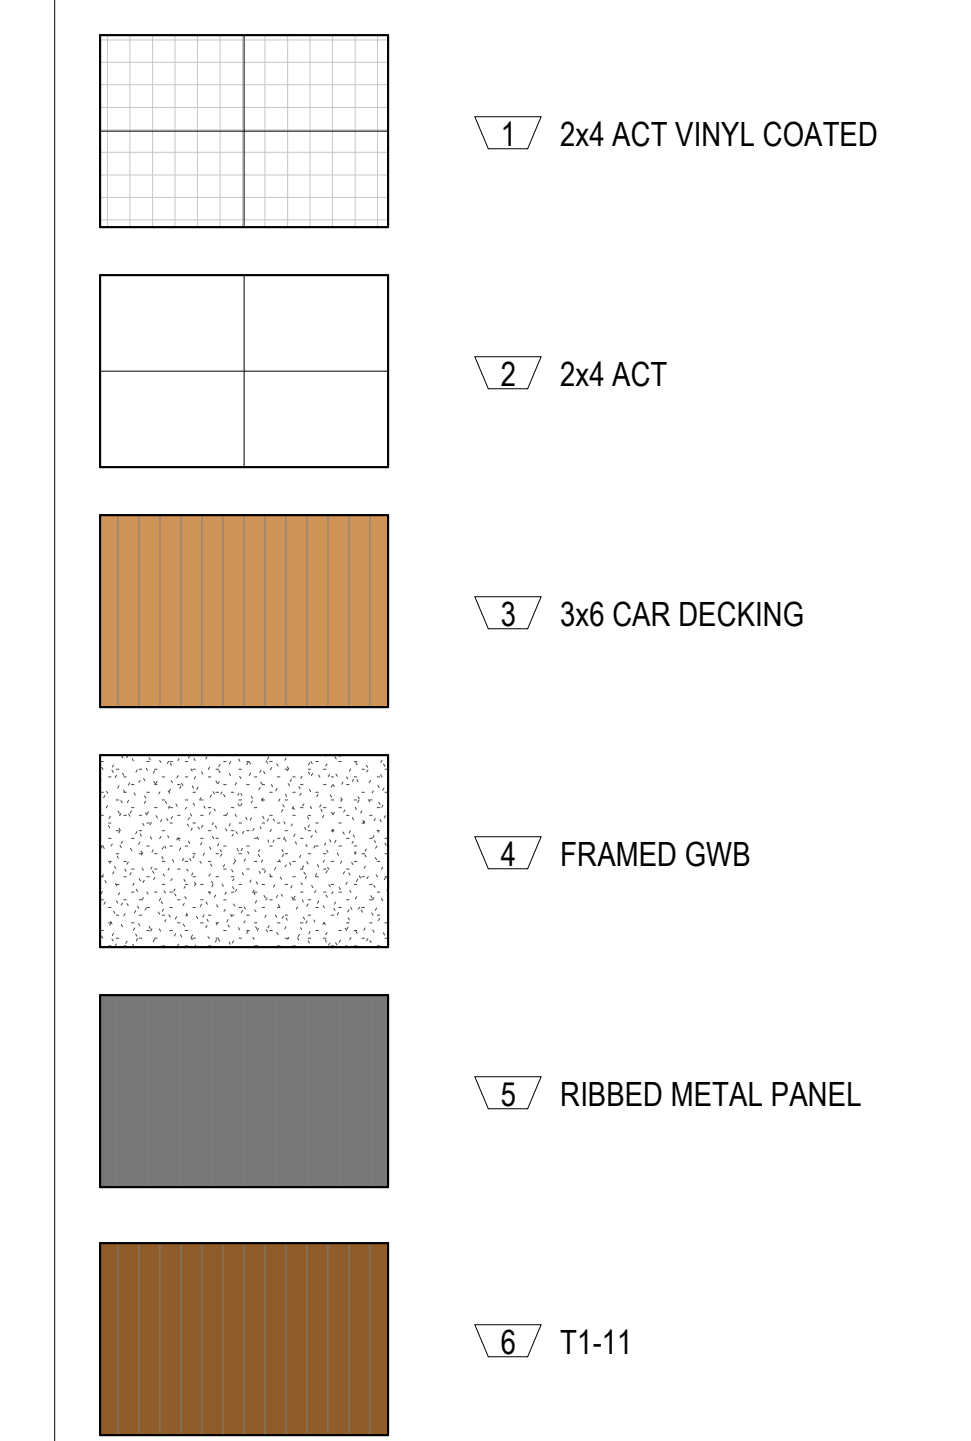 1 2x4 ACT VINYL COATED
2 2x4 ACT
3 3x6 CAR DECKING
4 FRAMED GWB
5 RIBBED METAL PANEL
6 T1-11